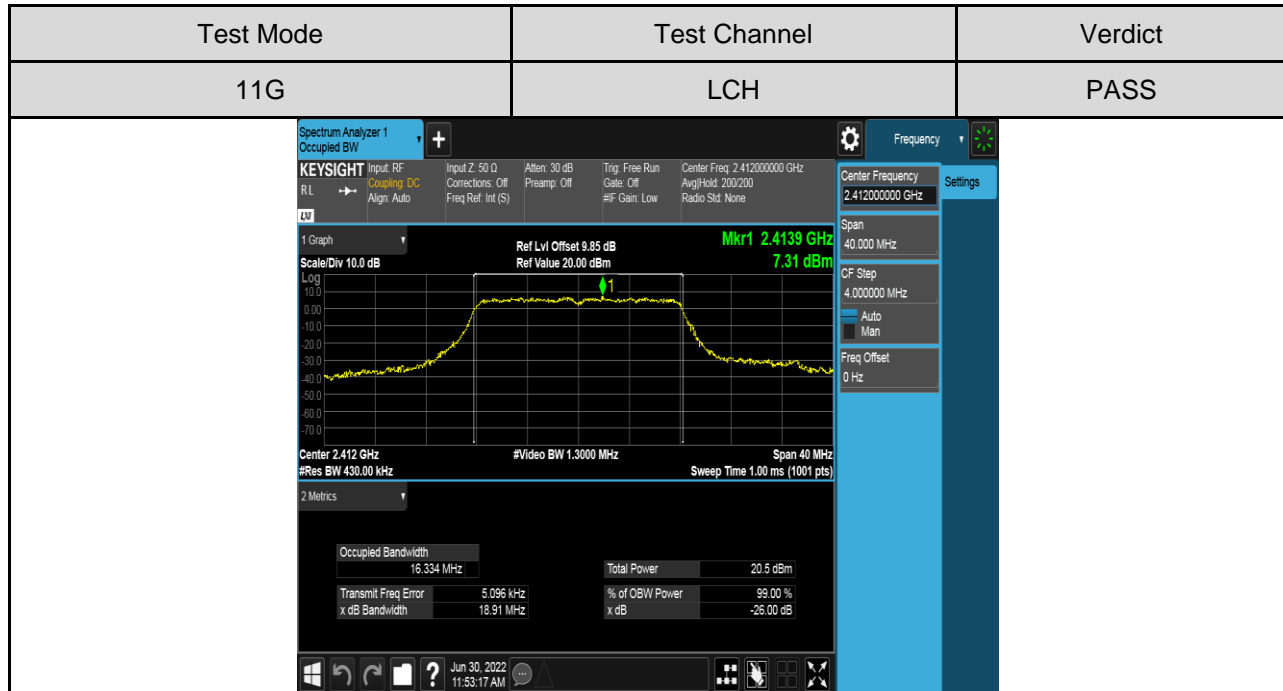 Test Mode Test Channel Verdict
11G LCH PASS
Spectrum Analyzer 1
Occupied BW
+
Frequency
KEYSIGHT Input: RF Input Z: 50 Ω Atten: 30 dB Trig: Free Run Center Freq: 2.412000000 GHz
RL Coupling: DC Corrections: Off Preamp: Off Gate: Off Avg|Hold: 200/200
Align: Auto Freq Ref: Int (S) #IF Gain: Low Radio Std: None
LXI
Center Frequency
2.412000000 GHz
Settings
Span
40.000 MHz
CF Step
4.000000 MHz
Auto
Man
Freq Offset
0 Hz
1 Graph Ref Lvl Offset 9.85 dB Mkr1 2.4139 GHz
Scale/Div 10.0 dB Ref Value 20.00 dBm 7.31 dBm
Log
10.0
0.00
-10.0
-20.0
-30.0
-40.0
-50.0
-60.0
-70.0
1
Center 2.412 GHz #Video BW 1.3000 MHz Span 40 MHz
#Res BW 430.00 kHz Sweep Time 1.00 ms (1001 pts)
2 Metrics
Occupied Bandwidth
16.334 MHz Total Power 20.5 dBm
Transmit Freq Error 5.096 kHz % of OBW Power 99.00 %
x dB Bandwidth 18.91 MHz x dB -26.00 dB
? Jun 30, 2022
11:53:17 AM